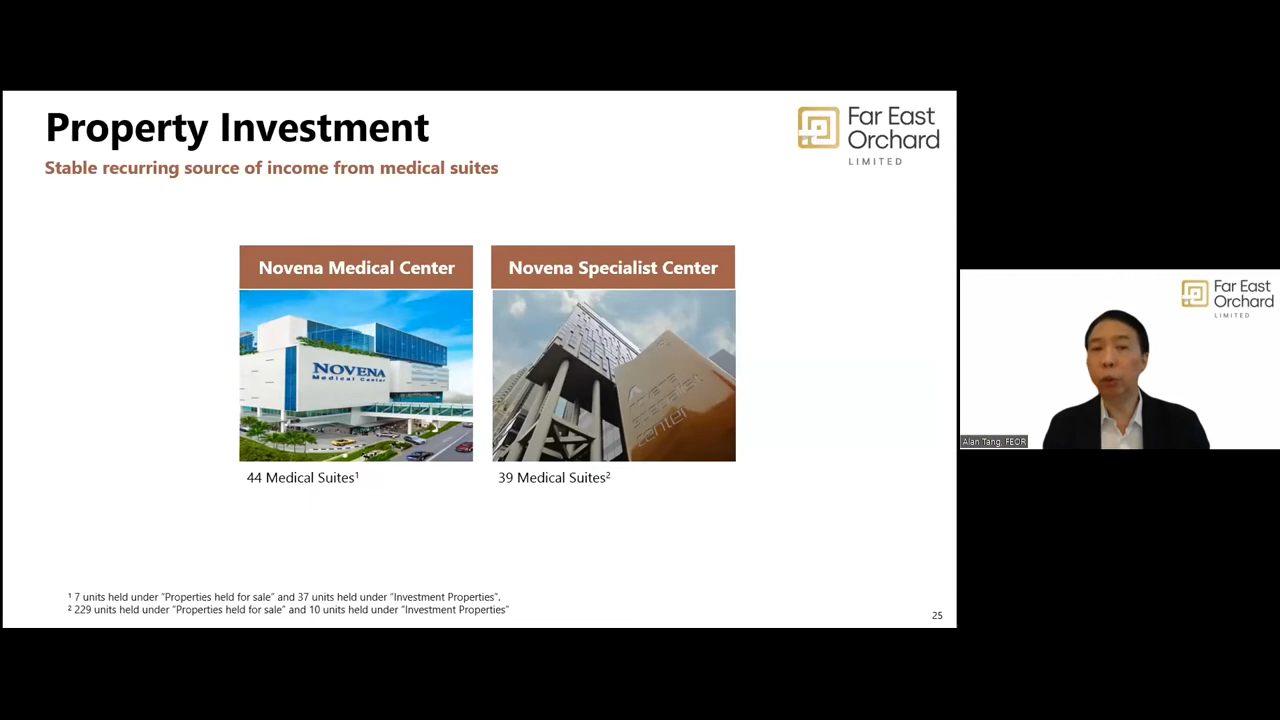 Property Investment
Stable recurring source of income from medical suites
Far East
Orchard
LIMITED
Novena Medical Center
Novena Specialist Center
NOVENA
Medical Center
center
44 Medical Suites¹
39 Medical Suites²
¹ 7 units held under “Properties held for sale” and 37 units held under “Investment Properties”.
² 229 units held under “Properties held for sale” and 10 units held under “Investment Properties”
25
Far East
Orchard
LIMITED
Alan Tang, FEOR